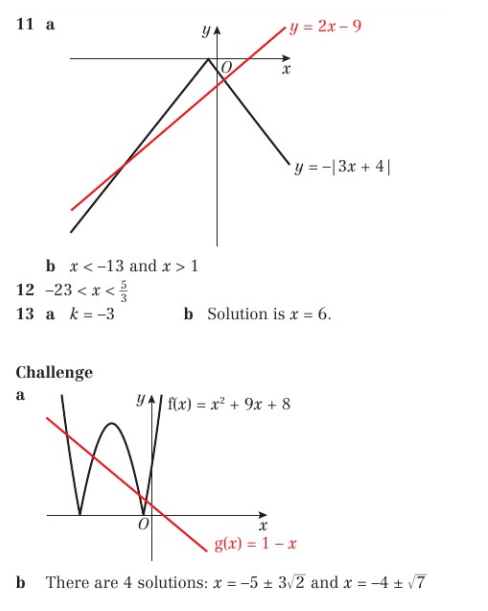 11 a
y
y = 2x – 9
O
x
y = –|3x + 4|
b x < –13 and x > 1
12 –23 < x < 5/3
13 a k = –3 b Solution is x = 6.
Challenge
a
y
f(x) = x² + 9x + 8
O
x
g(x) = 1 – x
b There are 4 solutions: x = –5 ± 3√2 and x = –4 ± √7